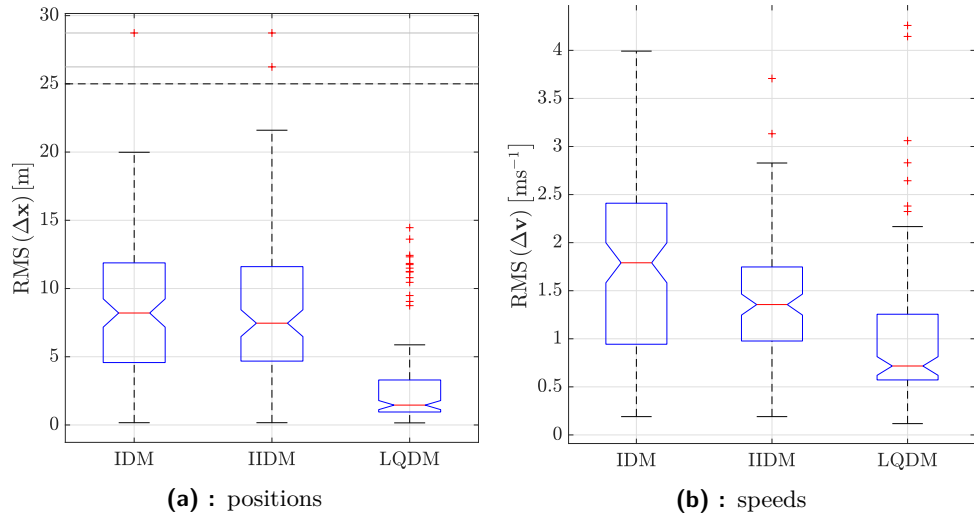 30
25
20
15
10
5
0
RMS (Δx) [m]
IDM IIDM LQDM
(a) : positions
4
3.5
3
2.5
2
1.5
1
0.5
0
RMS (Δv) [ms⁻¹]
IDM IIDM LQDM
(b) : speeds